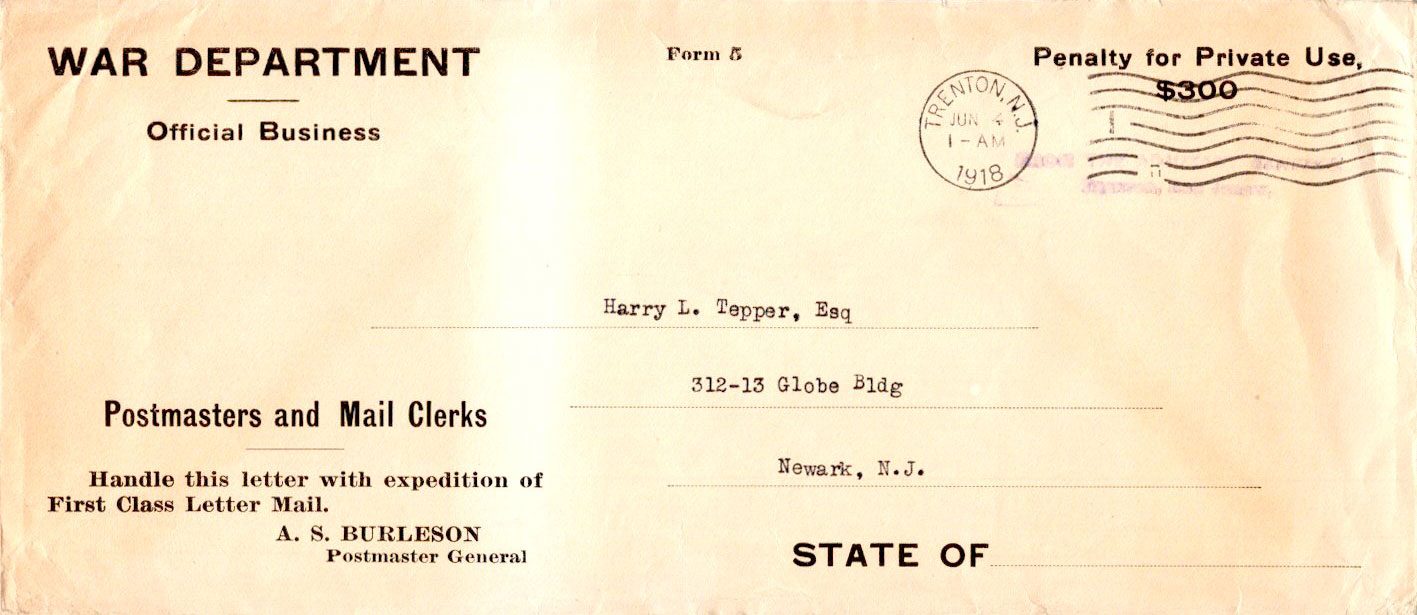 WAR DEPARTMENT
Official Business
Form 5
Penalty for Private Use,
$300
TRENTON, N.J.
JUN 4
1-AM
1918
Harry L. Tepper, Esq
312-13 Globe Bldg
Newark, N.J.
Postmasters and Mail Clerks
Handle this letter with expedition of
First Class Letter Mail.
A. S. BURLESON
Postmaster General
STATE OF